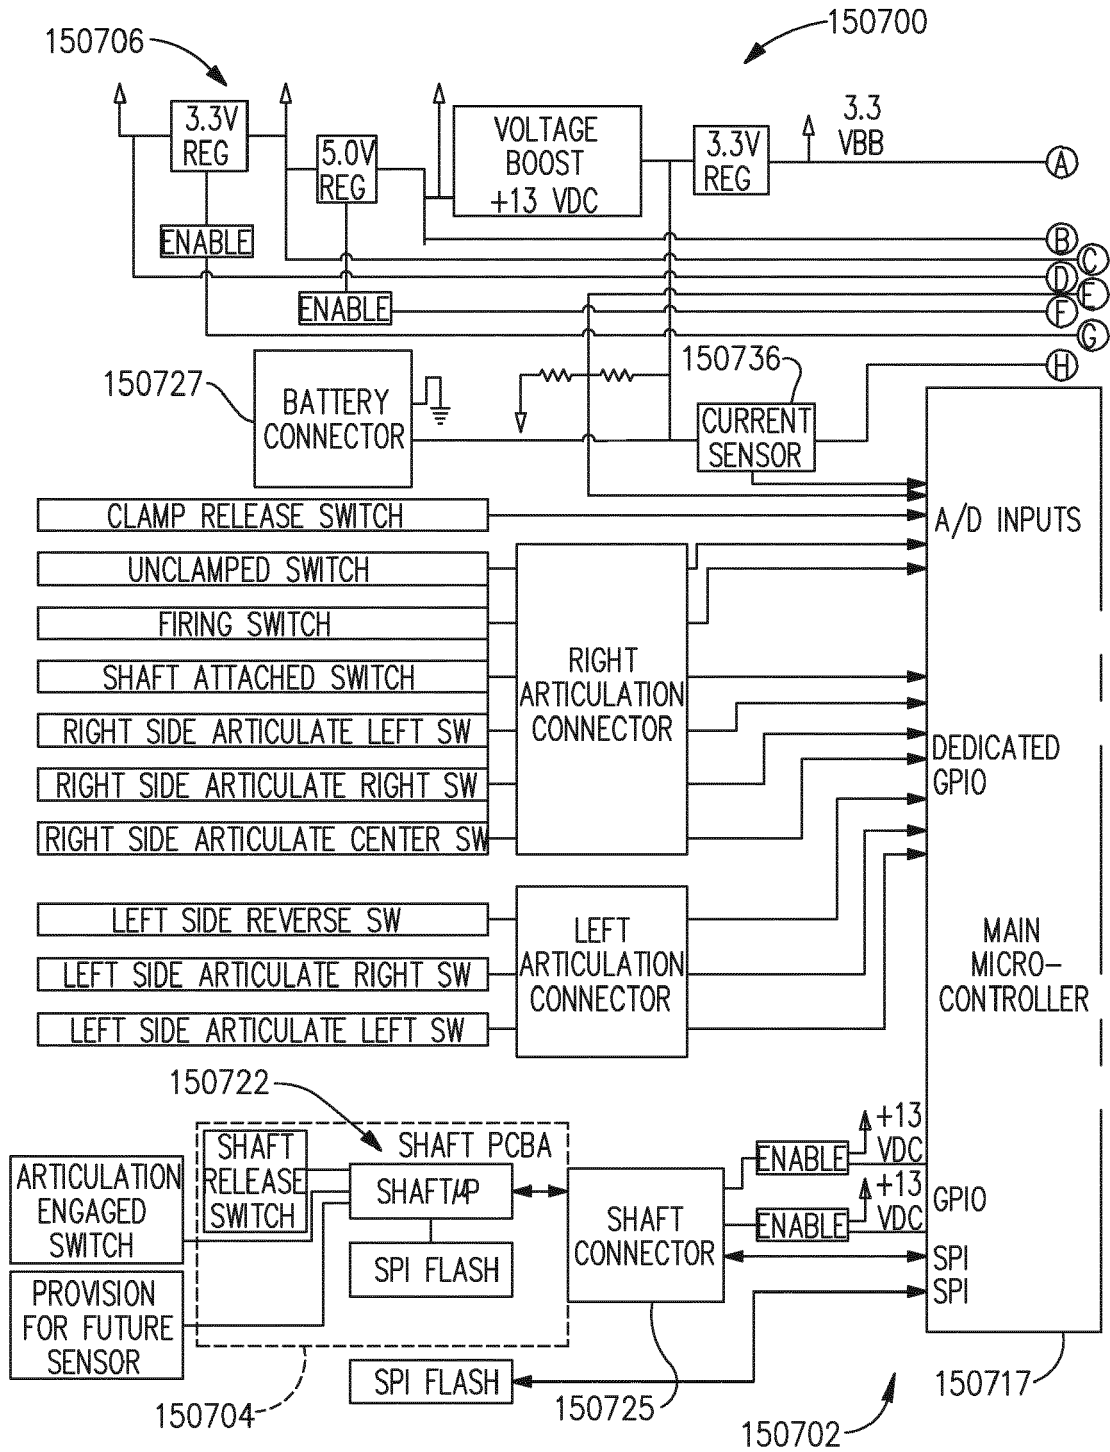 150706
150700
3.3V
REG
5.0V
REG
VOLTAGE
BOOST
+13 VDC
3.3V
REG
3.3
VBB
A
ENABLE
B
C
D
E
ENABLE
F
G
150727
BATTERY
CONNECTOR
150736
CURRENT
SENSOR
H
CLAMP RELEASE SWITCH
A/D INPUTS
UNCLAMPED SWITCH
FIRING SWITCH
SHAFT ATTACHED SWITCH
RIGHT SIDE ARTICULATE LEFT SW
RIGHT SIDE ARTICULATE RIGHT SW
RIGHT SIDE ARTICULATE CENTER SW
RIGHT
ARTICULATION
CONNECTOR
DEDICATED
GPIO
LEFT SIDE REVERSE SW
LEFT SIDE ARTICULATE RIGHT SW
LEFT SIDE ARTICULATE LEFT SW
LEFT
ARTICULATION
CONNECTOR
MAIN
MICRO-
CONTROLLER
150722
SHAFT PCBA
SHAFT
RELEASE
SWITCH
ARTICULATION
ENGAGED
SWITCH
SHAFT µP
SPI FLASH
PROVISION
FOR FUTURE
SENSOR
SHAFT
CONNECTOR
ENABLE
+13
VDC
ENABLE
+13
VDC
GPIO
SPI
SPI
SPI FLASH
150704
150725
150702
150717